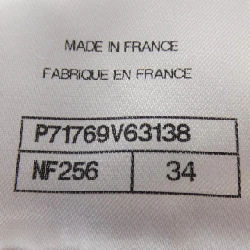 MADE IN FRANCE
FABRIQUE EN FRANCE
P71769V63138
NF256 34